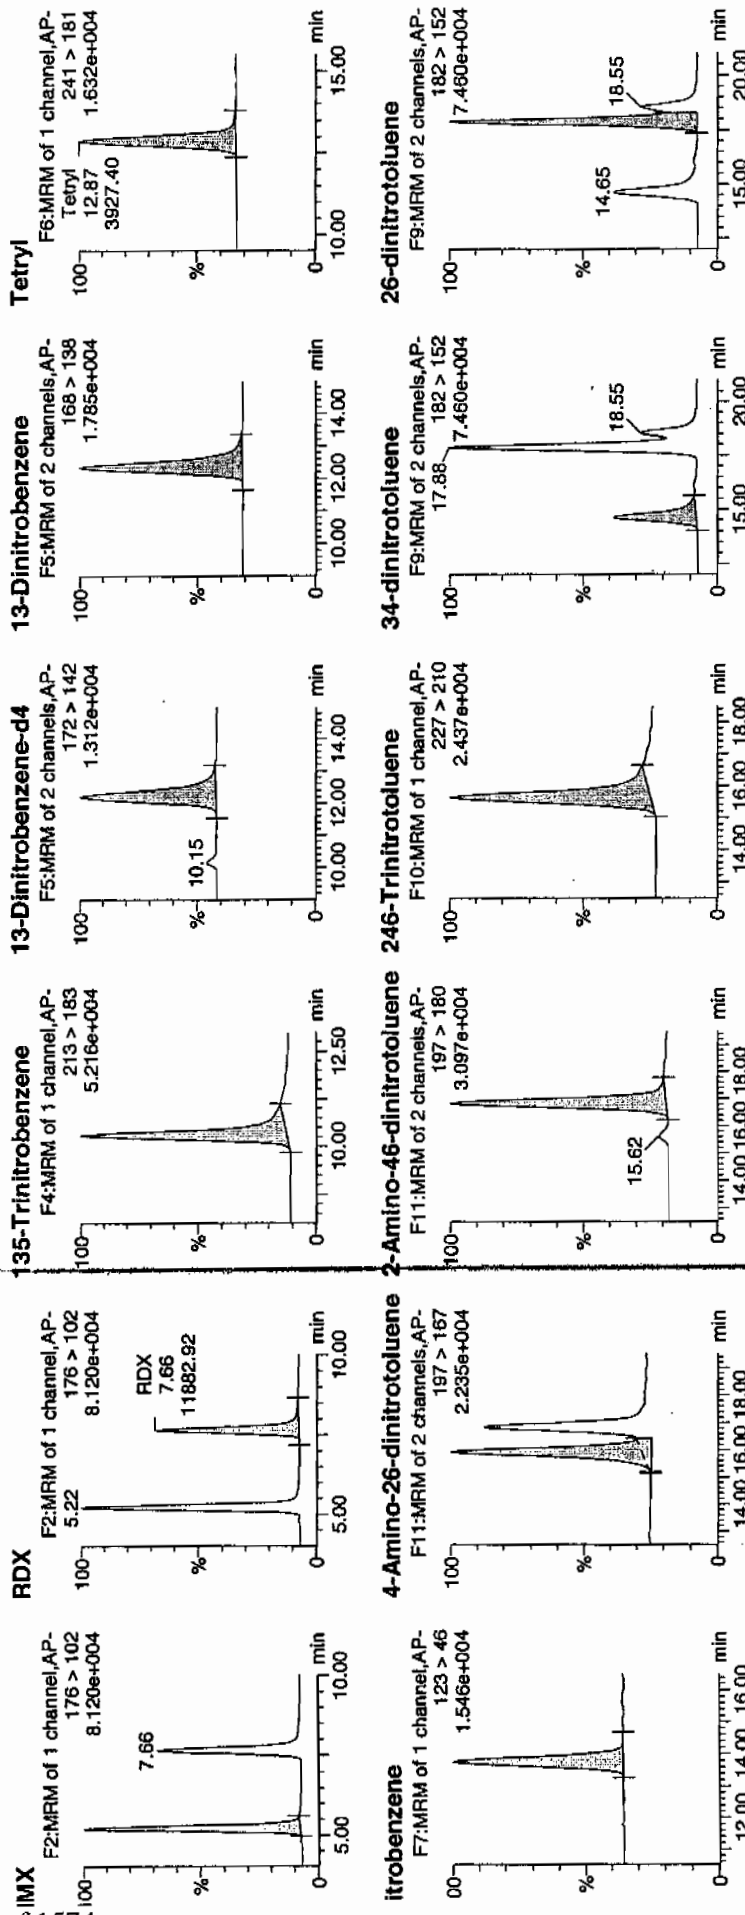 IMX
F2:MRM of 1 channel,AP-
176 > 102
8.120e+004
100
%
0
7.66
5.00
10.00
min
RDX
F2:MRM of 1 channel,AP-
176 > 102
8.120e+004
100
5.22
%
0
RDX
7.66
11882.92
5.00
10.00
min
135-Trinitrobenzene
F4:MRM of 1 channel,AP-
213 > 183
5.216e+004
100
%
0
10.00
12.50
min
13-Dinitrobenzene-d4
F5:MRM of 2 channels,AP-
172 > 142
1.312e+004
100
%
0
10.15
10.00
12.00
14.00
min
13-Dinitrobenzene
F5:MRM of 2 channels,AP-
168 > 138
1.785e+004
100
%
0
10.00
12.00
14.00
min
Tetryl
F6:MRM of 1 channel,AP-
241 > 181
1.632e+004
100
Tetryl
12.87
3927.40
%
0
10.00
15.00
min
itrobenzene
F7:MRM of 1 channel,AP-
123 > 46
1.546e+004
00
%
0
12.00
14.00
16.00
min
4-Amino-26-dinitrotoluene
F11:MRM of 2 channels,AP-
197 > 167
2.235e+004
100
%
0
14.00
16.00
18.00
min
2-Amino-46-dinitrotoluene
F11:MRM of 2 channels,AP-
197 > 180
3.097e+004
100
%
0
15.62
14.00
16.00
18.00
min
246-Trinitrotoluene
F10:MRM of 1 channel,AP-
227 > 210
2.437e+004
100
%
0
14.00
16.00
18.00
min
34-dinitrotoluene
F9:MRM of 2 channels,AP-
182 > 152
7.460e+004
100
17.88
%
0
18.55
15.00
20.00
min
26-dinitrotoluene
F9:MRM of 2 channels,AP-
182 > 152
7.460e+004
100
%
0
14.65
18.55
15.00
20.00
min